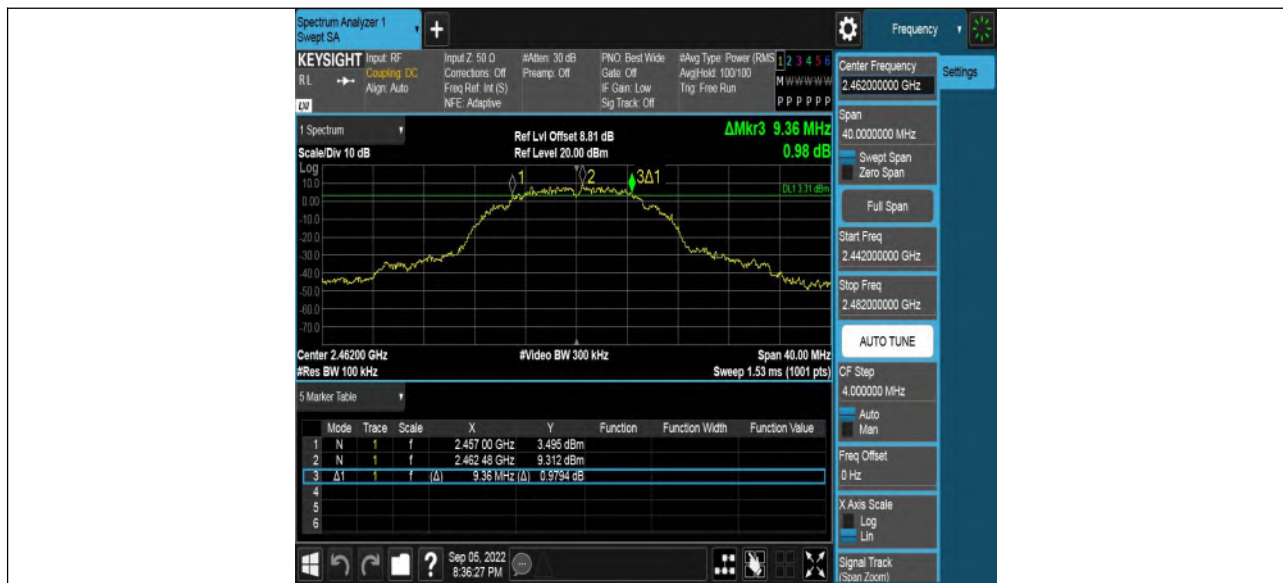 Spectrum Analyzer 1
Swept SA
+
Frequency
KEYSIGHT
RL
LXI
Input: RF
Coupling: DC
Align: Auto
Input Z: 50 Ω
Corrections: Off
Freq Ref: Int (S)
NFE: Adaptive
#Atten: 30 dB
Preamp: Off
PNO: Best Wide
Gate: Off
IF Gain: Low
Sig Track: Off
#Avg Type: Power (RMS
Avg|Hold: 100/100
Trig: Free Run
1 2 3 4 5 6
M W W W W W
P P P P P P
1 Spectrum
Scale/Div 10 dB
Ref Lvl Offset 8.81 dB
Ref Level 20.00 dBm
ΔMkr3 9.36 MHz
0.98 dB
Log
10.0
0.00
-10.0
-20.0
-30.0
-40.0
-50.0
-60.0
-70.0
1
2
3Δ1
DL1 3.31 dBm
Center 2.46200 GHz
#Res BW 100 kHz
#Video BW 300 kHz
Span 40.00 MHz
Sweep 1.53 ms (1001 pts)
5 Marker Table
Mode Trace Scale X Y Function Function Width Function Value
1 N 1 f 2.457 00 GHz 3.495 dBm
2 N 1 f 2.462 48 GHz 9.312 dBm
3 Δ1 1 f (Δ) 9.36 MHz (Δ) 0.9794 dB
4
5
6
?
Sep 05, 2022
8:36:27 PM
Center Frequency
2.462000000 GHz
Settings
Span
40.0000000 MHz
Swept Span
Zero Span
Full Span
Start Freq
2.442000000 GHz
Stop Freq
2.482000000 GHz
AUTO TUNE
CF Step
4.000000 MHz
Auto
Man
Freq Offset
0 Hz
X Axis Scale
Log
Lin
Signal Track
(Span Zoom)